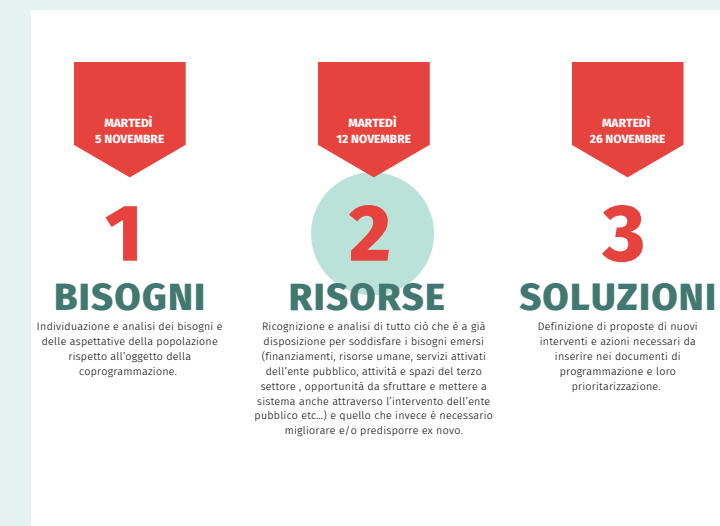 MARTEDÌ
5 NOVEMBRE
1
BISOGNI
Individuazione e analisi dei bisogni e
delle aspettative della popolazione
rispetto all'oggetto della
coprogrammazione.
MARTEDÌ
12 NOVEMBRE
2
RISORSE
Ricognizione e analisi di tutto ciò che è a già
disposizione per soddisfare i bisogni emersi
(finanziamenti, risorse umane, servizi attivati
dell'ente pubblico, attività e spazi del terzo
settore , opportunità da sfruttare e mettere a
sistema anche attraverso l'intervento dell'ente
pubblico etc…) e quello che invece è necessario
migliorare e/o predisporre ex novo.
MARTEDÌ
26 NOVEMBRE
3
SOLUZIONI
Definizione di proposte di nuovi
interventi e azioni necessari da
inserire nei documenti di
programmazione e loro
prioritarizzazione.